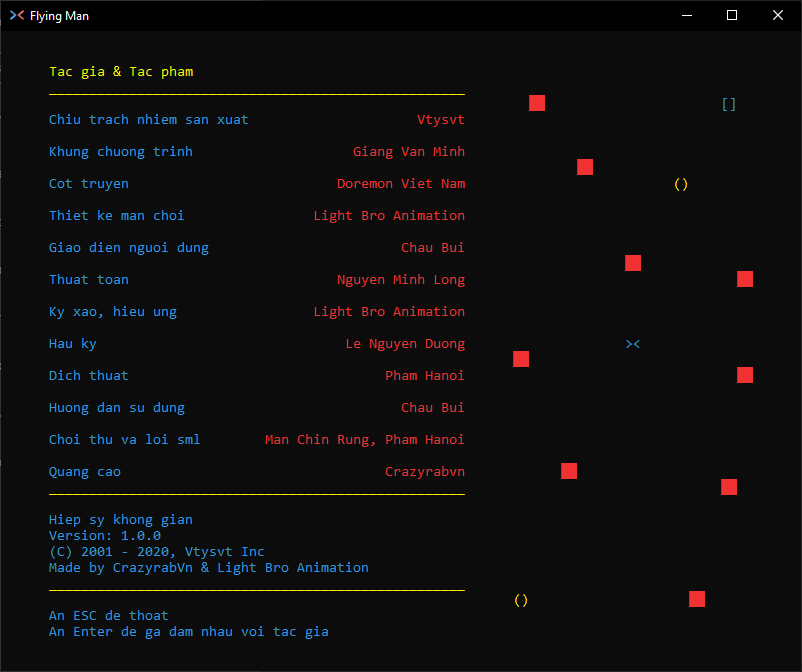 Flying Man
Tac gia & Tac pham
Chiu trach nhiem san xuat Vtysvt
Khung chuong trinh Giang Van Minh
Cot truyen Doremon Viet Nam
Thiet ke man choi Light Bro Animation
Giao dien nguoi dung Chau Bui
Thuat toan Nguyen Minh Long
Ky xao, hieu ung Light Bro Animation
Hau ky Le Nguyen Duong
Dich thuat Pham Hanoi
Huong dan su dung Chau Bui
Choi thu va loi sml Man Chin Rung, Pham Hanoi
Quang cao Crazyrabvn
Hiep sy khong gian
Version: 1.0.0
(C) 2001 - 2020, Vtysvt Inc
Made by CrazyrabVn & Light Bro Animation
An ESC de thoat
An Enter de ga dam nhau voi tac gia
[]
()
><
()